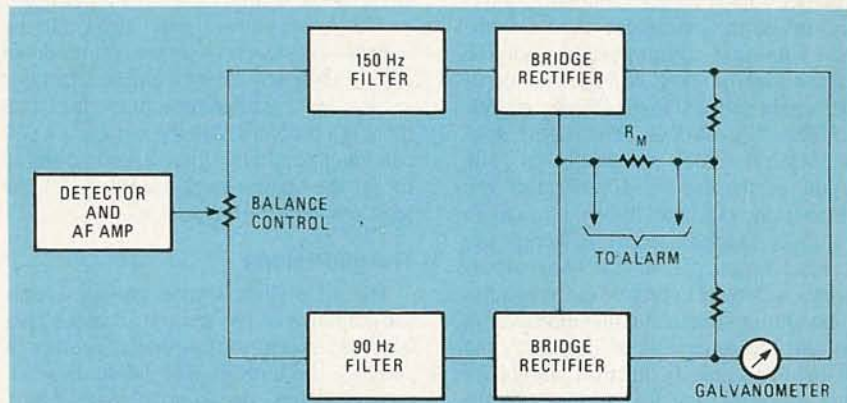 150 Hz
FILTER
BRIDGE
RECTIFIER
R_M
DETECTOR
AND
AF AMP
BALANCE
CONTROL
TO ALARM
90 Hz
FILTER
BRIDGE
RECTIFIER
GALVANOMETER